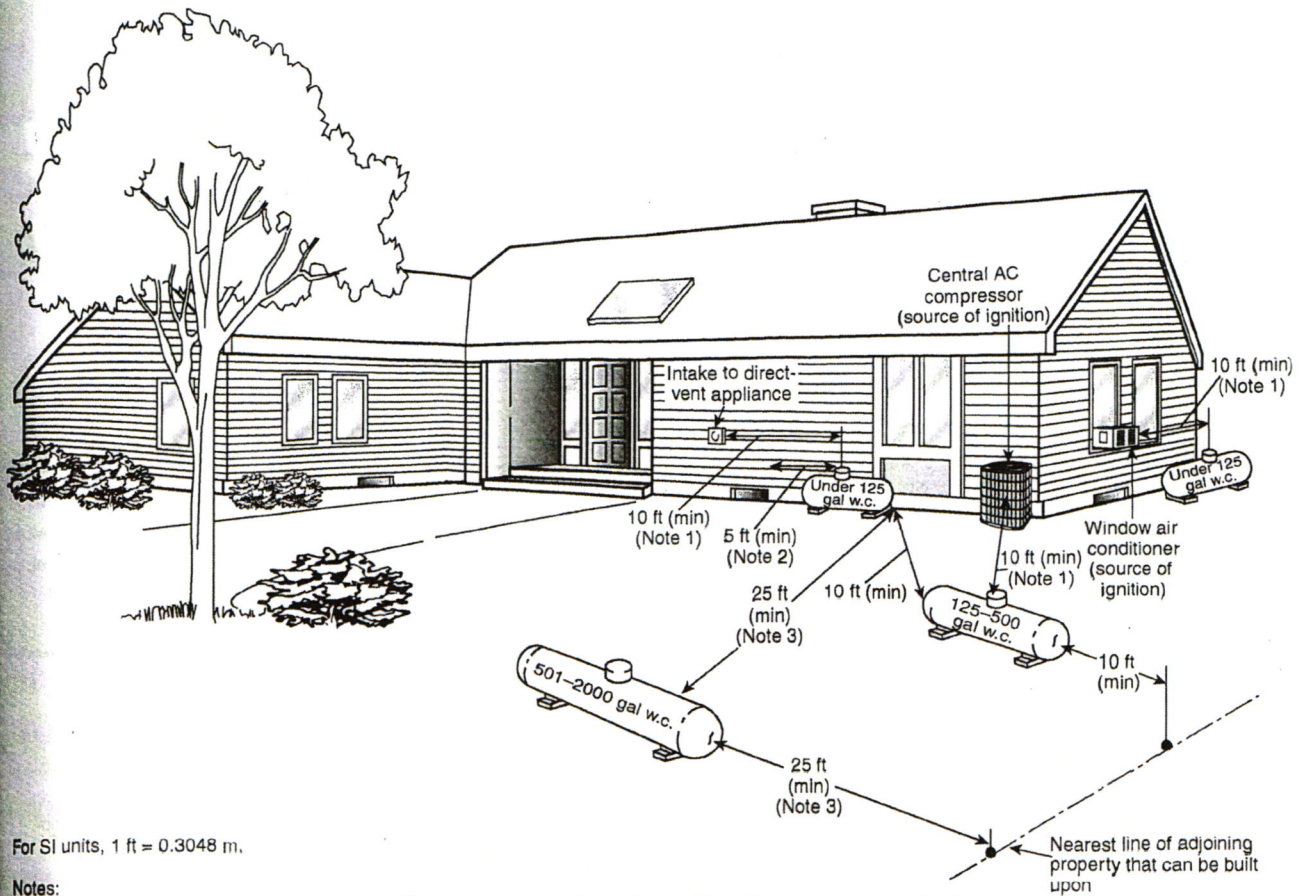 Central AC
compressor
(source of ignition)
Intake to direct-
vent appliance
10 ft (min)
(Note 1)
Under 125
gal w.c.
Under 125
gal w.c.
10 ft (min)
(Note 1)
5 ft (min)
(Note 2)
Window air
conditioner
(source of
ignition)
10 ft (min)
(Note 1)
25 ft
(min)
(Note 3)
10 ft (min)
125–500
gal w.c.
10 ft
(min)
501–2000 gal w.c.
25 ft
(min)
(Note 3)
For SI units, 1 ft = 0.3048 m.
Nearest line of adjoining
property that can be built
upon
Notes: